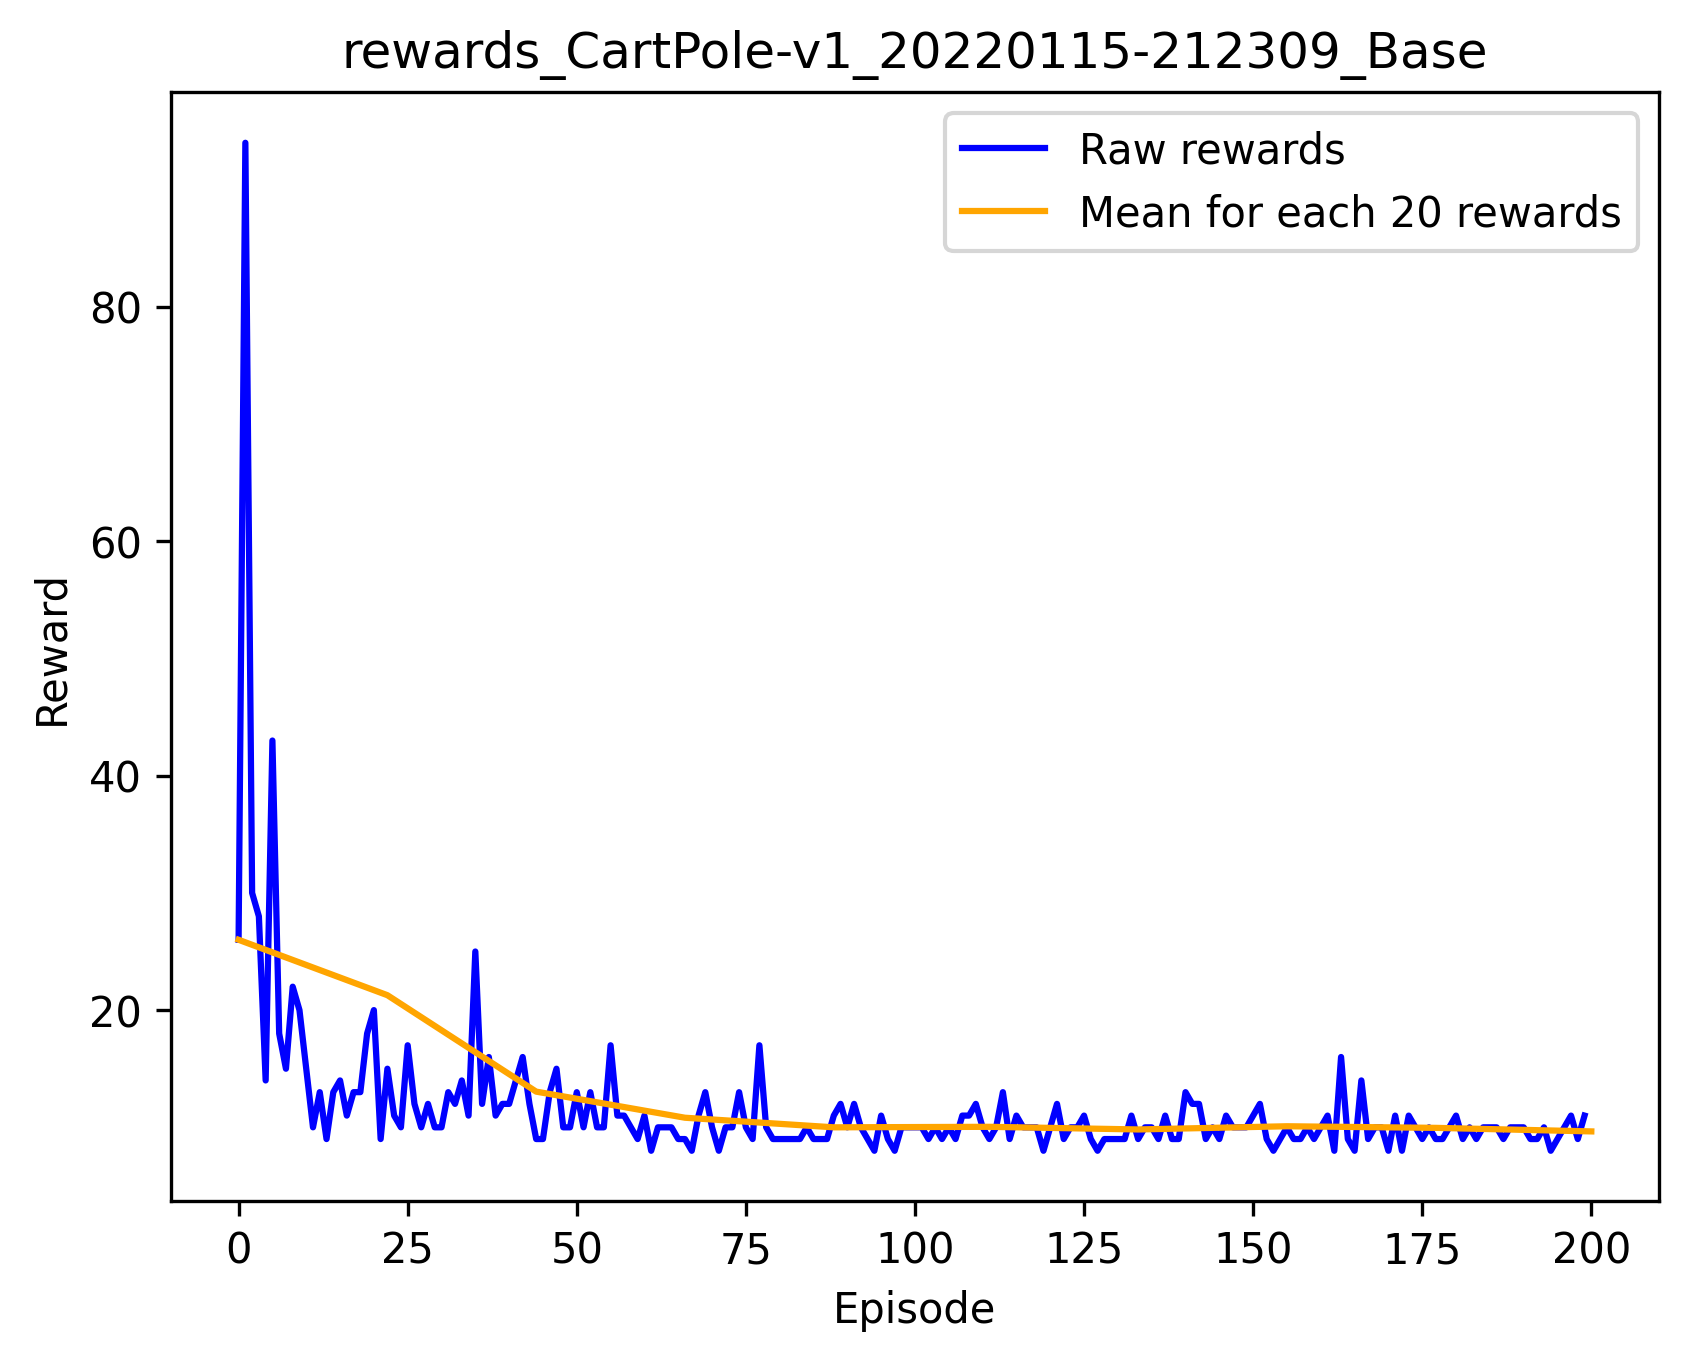 rewards_CartPole-v1_20220115-212309_Base
Raw rewards
Mean for each 20 rewards
80
60
40
20
Reward
0 25 50 75 100 125 150 175 200
Episode